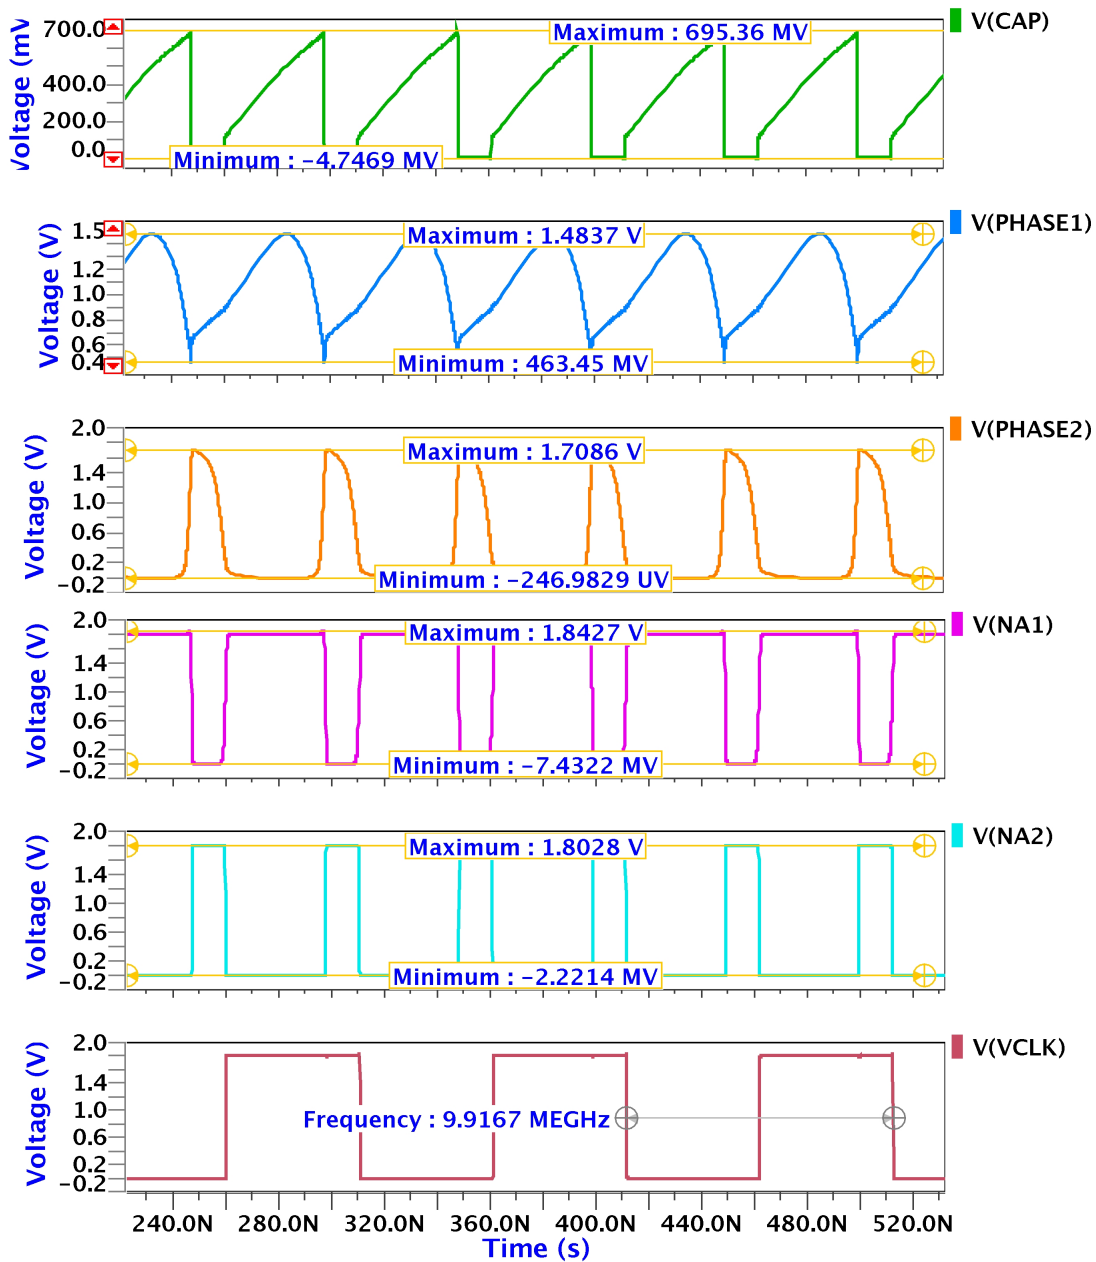 V(CAP)
Voltage (mV
700.0
400.0
200.0
0.0
Maximum : 695.36 MV
Minimum : −4.7469 MV
V(PHASE1)
Voltage (V)
1.5
1.2
1.0
0.8
0.6
0.4
Maximum : 1.4837 V
Minimum : 463.45 MV
V(PHASE2)
Voltage (V)
2.0
1.4
1.0
0.6
0.2
−0.2
Maximum : 1.7086 V
Minimum : −246.9829 UV
V(NA1)
Voltage (V)
2.0
1.4
1.0
0.6
0.2
−0.2
Maximum : 1.8427 V
Minimum : −7.4322 MV
V(NA2)
Voltage (V)
2.0
1.4
1.0
0.6
0.2
−0.2
Maximum : 1.8028 V
Minimum : −2.2214 MV
V(VCLK)
Voltage (V)
2.0
1.4
1.0
0.6
0.2
−0.2
Frequency : 9.9167 MEGHz
240.0N 280.0N 320.0N 360.0N 400.0N 440.0N 480.0N 520.0N
Time (s)